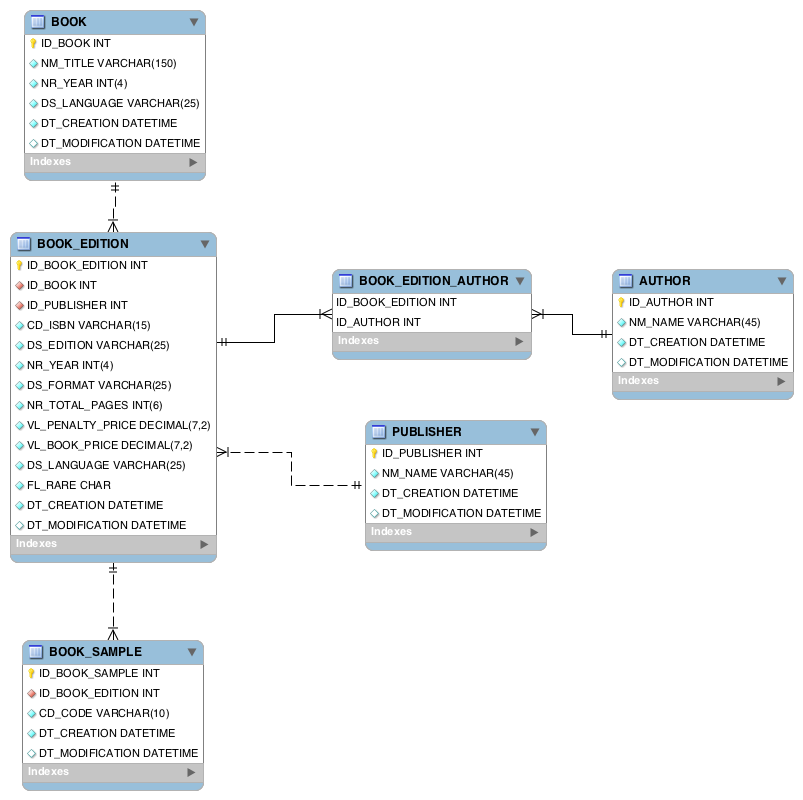 BOOK
ID_BOOK INT
NM_TITLE VARCHAR(150)
NR_YEAR INT(4)
DS_LANGUAGE VARCHAR(25)
DT_CREATION DATETIME
DT_MODIFICATION DATETIME
Indexes
BOOK_EDITION
ID_BOOK_EDITION INT
ID_BOOK INT
ID_PUBLISHER INT
CD_ISBN VARCHAR(15)
DS_EDITION VARCHAR(25)
NR_YEAR INT(4)
DS_FORMAT VARCHAR(25)
NR_TOTAL_PAGES INT(6)
VL_PENALTY_PRICE DECIMAL(7,2)
VL_BOOK_PRICE DECIMAL(7,2)
DS_LANGUAGE VARCHAR(25)
FL_RARE CHAR
DT_CREATION DATETIME
DT_MODIFICATION DATETIME
Indexes
BOOK_EDITION_AUTHOR
ID_BOOK_EDITION INT
ID_AUTHOR INT
Indexes
AUTHOR
ID_AUTHOR INT
NM_NAME VARCHAR(45)
DT_CREATION DATETIME
DT_MODIFICATION DATETIME
Indexes
PUBLISHER
ID_PUBLISHER INT
NM_NAME VARCHAR(45)
DT_CREATION DATETIME
DT_MODIFICATION DATETIME
Indexes
BOOK_SAMPLE
ID_BOOK_SAMPLE INT
ID_BOOK_EDITION INT
CD_CODE VARCHAR(10)
DT_CREATION DATETIME
DT_MODIFICATION DATETIME
Indexes